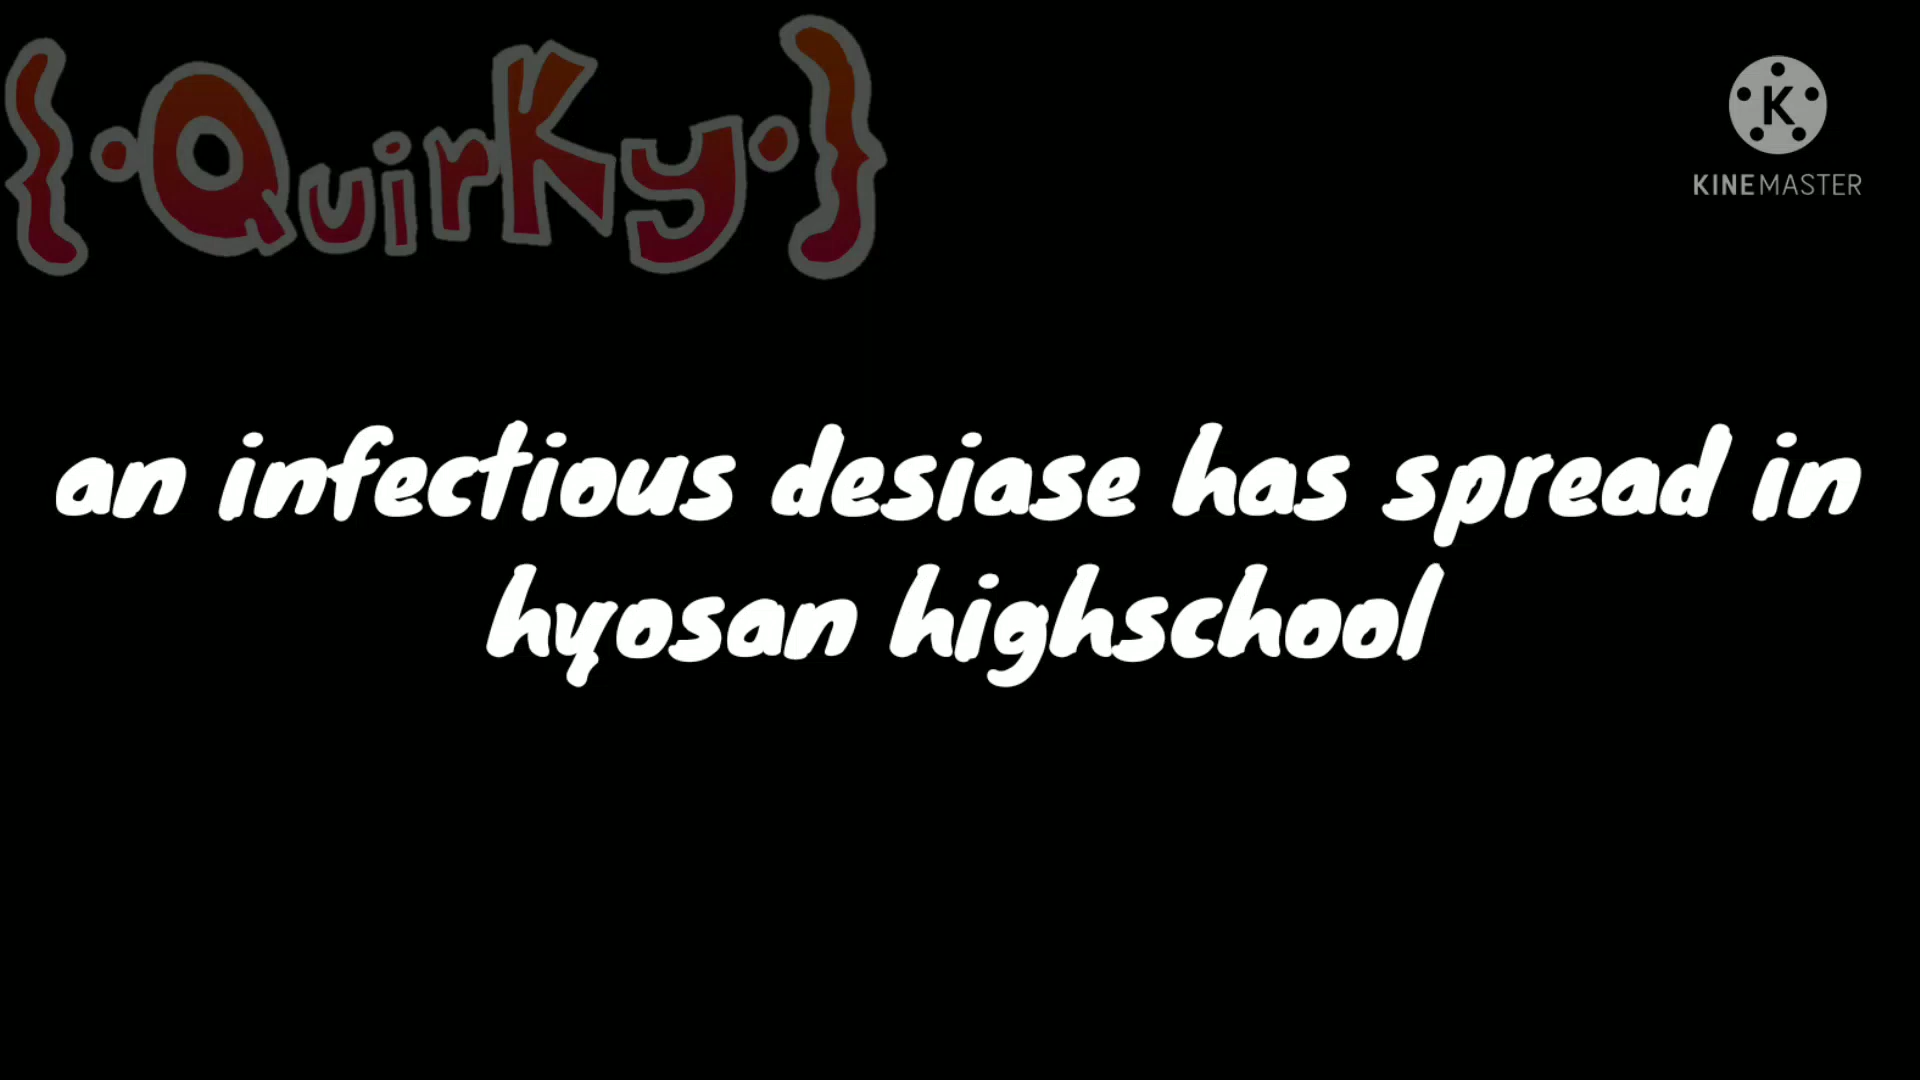 {·QuirKy·}
K
KINEMASTER
an infectious desiase has spread in
hyosan highschool